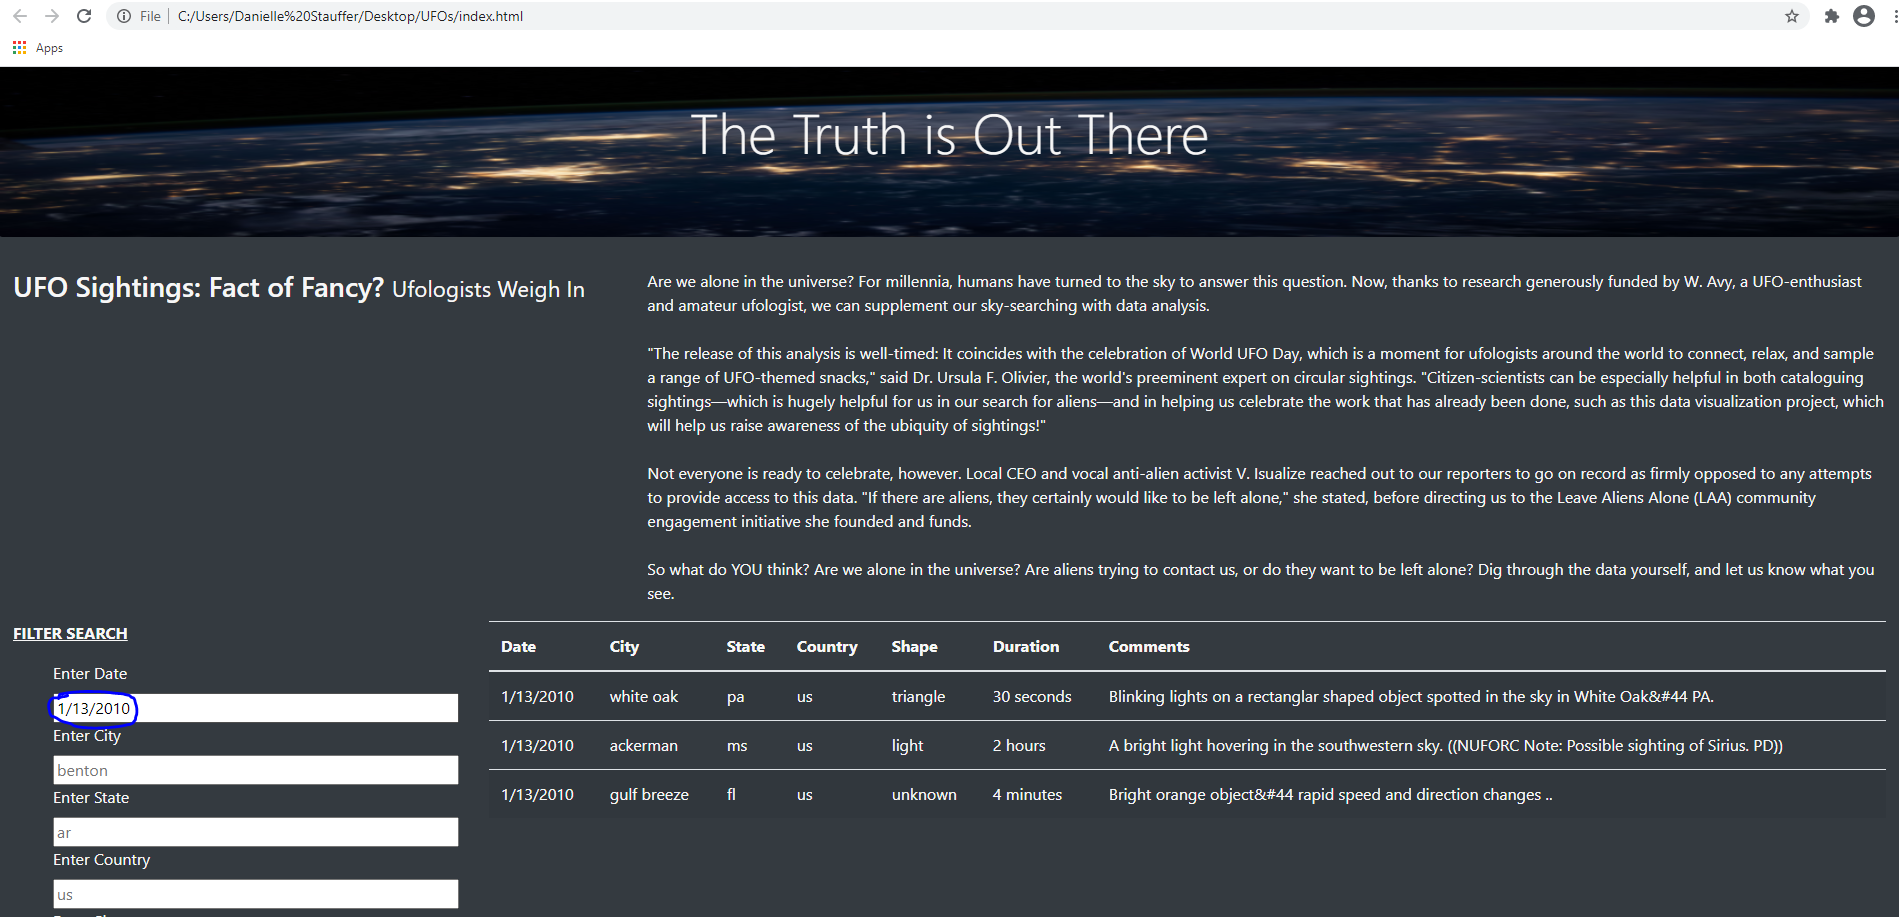 File | C:/Users/Danielle%20Stauffer/Desktop/UFOs/index.html
Apps
The Truth is Out There
UFO Sightings: Fact of Fancy? Ufologists Weigh In
Are we alone in the universe? For millennia, humans have turned to the sky to answer this question. Now, thanks to research generously funded by W. Avy, a UFO-enthusiast
and amateur ufologist, we can supplement our sky-searching with data analysis.
"The release of this analysis is well-timed: It coincides with the celebration of World UFO Day, which is a moment for ufologists around the world to connect, relax, and sample
a range of UFO-themed snacks," said Dr. Ursula F. Olivier, the world's preeminent expert on circular sightings. "Citizen-scientists can be especially helpful in both cataloguing
sightings—which is hugely helpful for us in our search for aliens—and in helping us celebrate the work that has already been done, such as this data visualization project, which
will help us raise awareness of the ubiquity of sightings!"
Not everyone is ready to celebrate, however. Local CEO and vocal anti-alien activist V. Isualize reached out to our reporters to go on record as firmly opposed to any attempts
to provide access to this data. "If there are aliens, they certainly would like to be left alone," she stated, before directing us to the Leave Aliens Alone (LAA) community
engagement initiative she founded and funds.
So what do YOU think? Are we alone in the universe? Are aliens trying to contact us, or do they want to be left alone? Dig through the data yourself, and let us know what you
see.
FILTER SEARCH
Enter Date
1/13/2010
Enter City
benton
Enter State
ar
Enter Country
us
Date City State Country Shape Duration Comments
1/13/2010 white oak pa us triangle 30 seconds Blinking lights on a rectanglar shaped object spotted in the sky in White Oak&#44 PA.
1/13/2010 ackerman ms us light 2 hours A bright light hovering in the southwestern sky. ((NUFORC Note: Possible sighting of Sirius. PD))
1/13/2010 gulf breeze fl us unknown 4 minutes Bright orange object&#44 rapid speed and direction changes ..